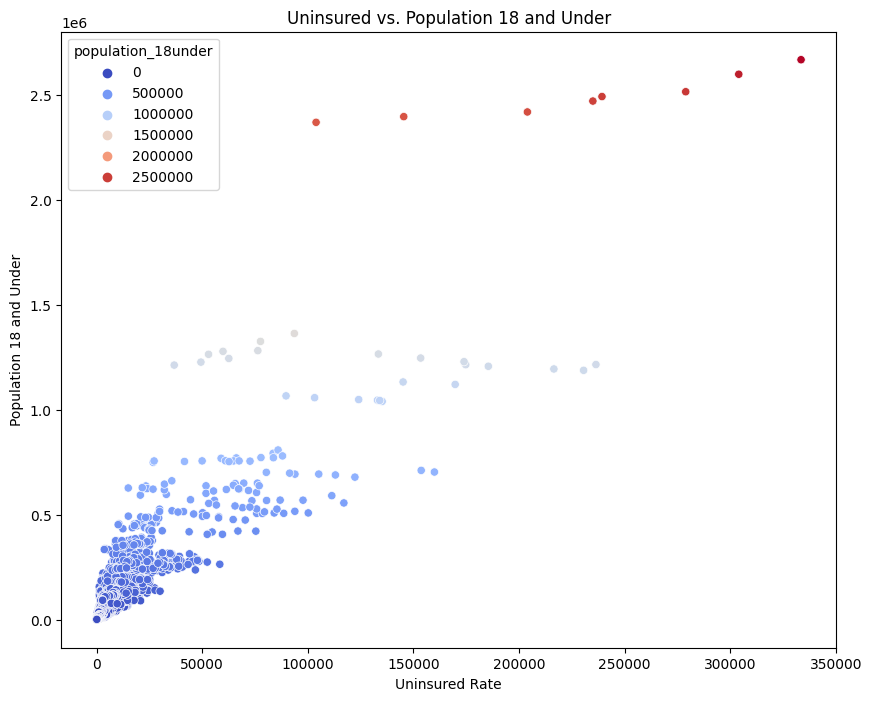 Uninsured vs. Population 18 and Under
1e6
population_18under
0
500000
1000000
1500000
2000000
2500000
2.5
2.0
1.5
1.0
0.5
0.0
Population 18 and Under
0 50000 100000 150000 200000 250000 300000 350000
Uninsured Rate